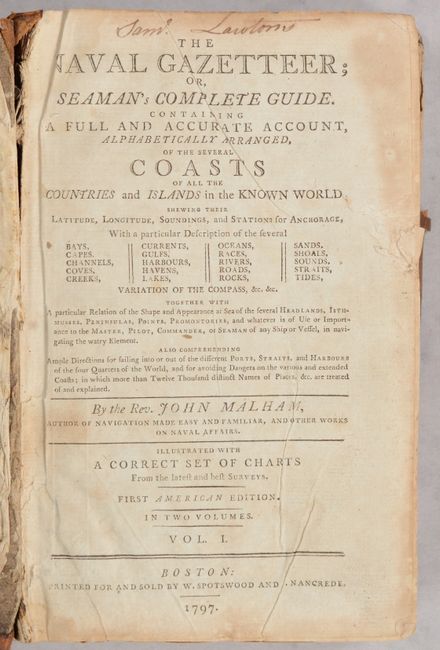 Samˡ. Lawtons
THE
NAVAL GAZETTEER;
OR,
SEAMAN's COMPLETE GUIDE.
CONTAINING
A FULL AND ACCURATE ACCOUNT,
ALPHABETICALLY ARRANGED,
OF THE SEVERAL
COASTS
OF ALL THE
COUNTRIES and ISLANDS in the KNOWN WORLD
SHEWING THEIR
LATITUDE, LONGITUDE, SOUNDINGS, and STATIONS for ANCHORAGE,
With a particular Description of the several
BAYS, CURRENTS, OCEANS, SANDS,
CAPES, GULFS, RACES, SHOALS,
CHANNELS, HARBOURS, RIVERS, SOUNDS,
COVES, HAVENS, ROADS, STRAITS,
CREEKS, LAKES, ROCKS, TIDES,
VARIATION OF THE COMPASS, &c. &c.
TOGETHER WITH
A particular Relation of the Shape and Appearance at Sea of the several HEADLANDS, ISTH-
MUSSES, PENINSULAS, POINTS, PROMONTORIES, and whatever is of Use or Import-
ance to the MASTER, PILOT, COMMANDER, or SEAMAN of any Ship or Vessel, in navi-
gating the watry Element.
ALSO COMPREHENDING
Ample Directions for sailing into or out of the different PORTS, STRAITS, and HARBOURS
of the four Quarters of the World, and for avoiding Dangers on the various and extended
Coasts; in which more than Twelve Thousand distinct Names of Places, &c. are treated
of and explained.
By the Rev. JOHN MALHAM,
AUTHOR OF NAVIGATION MADE EASY AND FAMILIAR, AND OTHER WORKS
ON NAVAL AFFAIRS.
ILLUSTRATED WITH
A CORRECT SET OF CHARTS
From the latest and best SURVEYS.
FIRST AMERICAN EDITION.
IN TWO VOLUMES.
VOL. I.
BOSTON:
PRINTED FOR AND SOLD BY W. SPOTSWOOD AND NANCREDE.
1797.